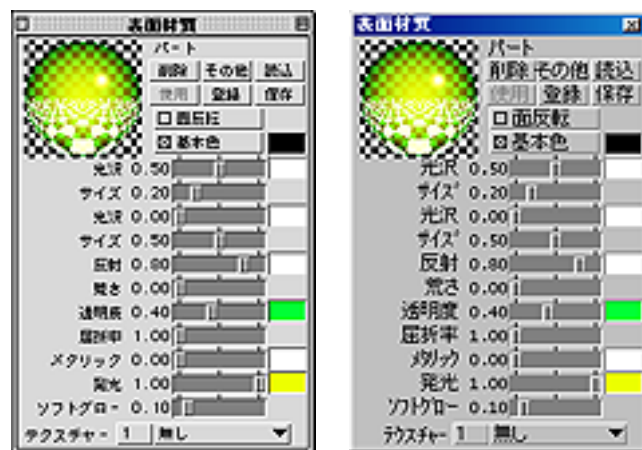 表面材質
パート
削除 その他 読込
使用 登録 保存
面反転
基本色
光沢 0.50
サイズ 0.20
光沢 0.00
サイズ 0.50
反射 0.80
荒さ 0.00
透明度 0.40
屈折率 1.00
メタリック 0.00
発光 1.00
ソフトグロー 0.10
テクスチャー 1 無し
表面材質
パート
削除 その他 読込
使用 登録 保存
面反転
基本色
光沢 0.50
ｻｲｽﾞ 0.20
光沢 0.00
ｻｲｽﾞ 0.50
反射 0.80
荒さ 0.00
透明度 0.40
屈折率 1.00
ﾒﾀﾘｯｸ 0.00
発光 1.00
ｿﾌﾄｸﾞﾛｰ 0.10
ﾃｸｽﾁｬｰ 1 無し